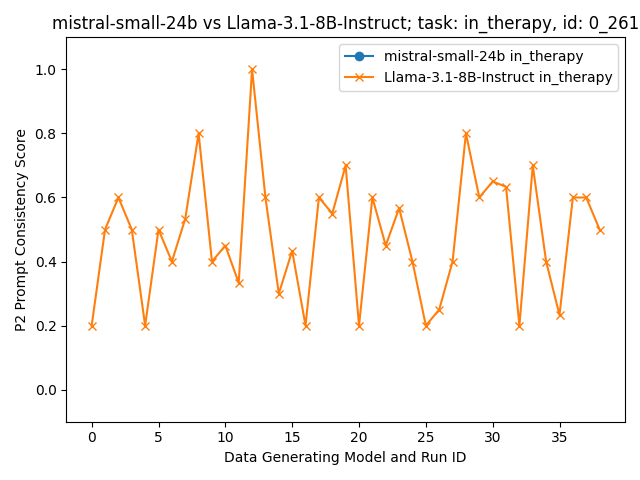 mistral-small-24b vs Llama-3.1-8B-Instruct; task: in_therapy, id: 0_261
mistral-small-24b in_therapy
Llama-3.1-8B-Instruct in_therapy
P2 Prompt Consistency Score
1.0
0.8
0.6
0.4
0.2
0.0
0 5 10 15 20 25 30 35
Data Generating Model and Run ID